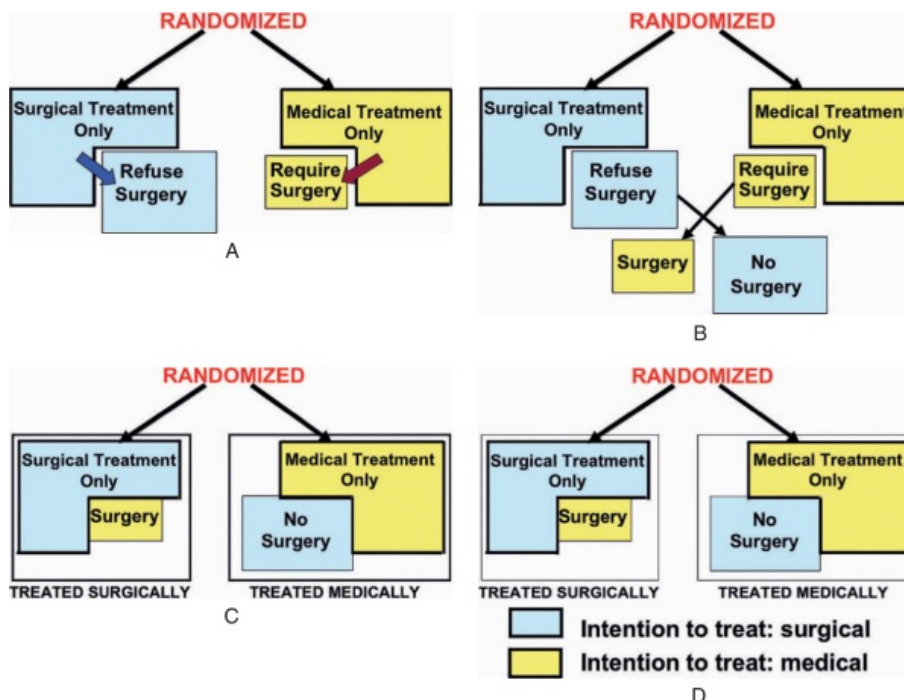 RANDOMIZED
Surgical Treatment
Only
Medical Treatment
Only
Refuse
Surgery
Require
Surgery
A
RANDOMIZED
Surgical Treatment
Only
Medical Treatment
Only
Refuse
Surgery
Require
Surgery
Surgery
No
Surgery
B
RANDOMIZED
Surgical Treatment
Only
Medical Treatment
Only
Surgery
No
Surgery
TREATED SURGICALLY
TREATED MEDICALLY
C
RANDOMIZED
Surgical Treatment
Only
Medical Treatment
Only
Surgery
No
Surgery
TREATED SURGICALLY
TREATED MEDICALLY
Intention to treat: surgical
Intention to treat: medical
D